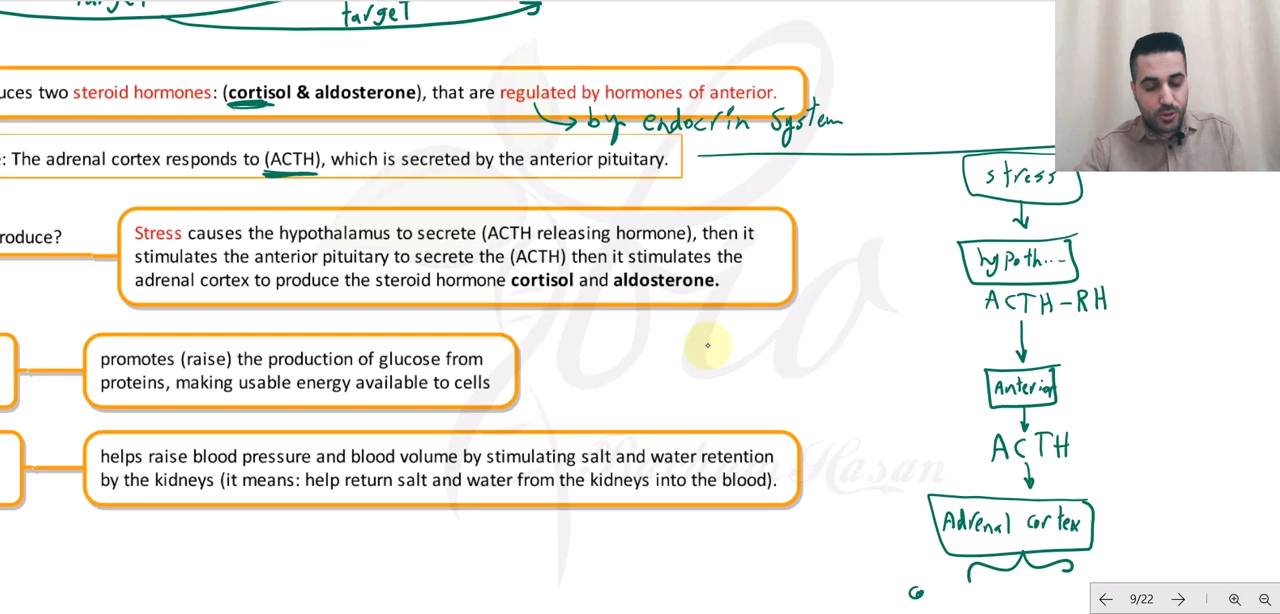 target
uces two steroid hormones: (cortisol & aldosterone), that are regulated by hormones of anterior.
by endocrin system
: The adrenal cortex responds to (ACTH), which is secreted by the anterior pituitary.
stress
roduce?
Stress causes the hypothalamus to secrete (ACTH releasing hormone), then it
stimulates the anterior pituitary to secrete the (ACTH) then it stimulates the
adrenal cortex to produce the steroid hormone cortisol and aldosterone.
hypoth...
ACTH-RH
promotes (raise) the production of glucose from
proteins, making usable energy available to cells
Anterior
ACTH
helps raise blood pressure and blood volume by stimulating salt and water retention
by the kidneys (it means: help return salt and water from the kidneys into the blood).
Hasan
Adrenal cortex
9/22